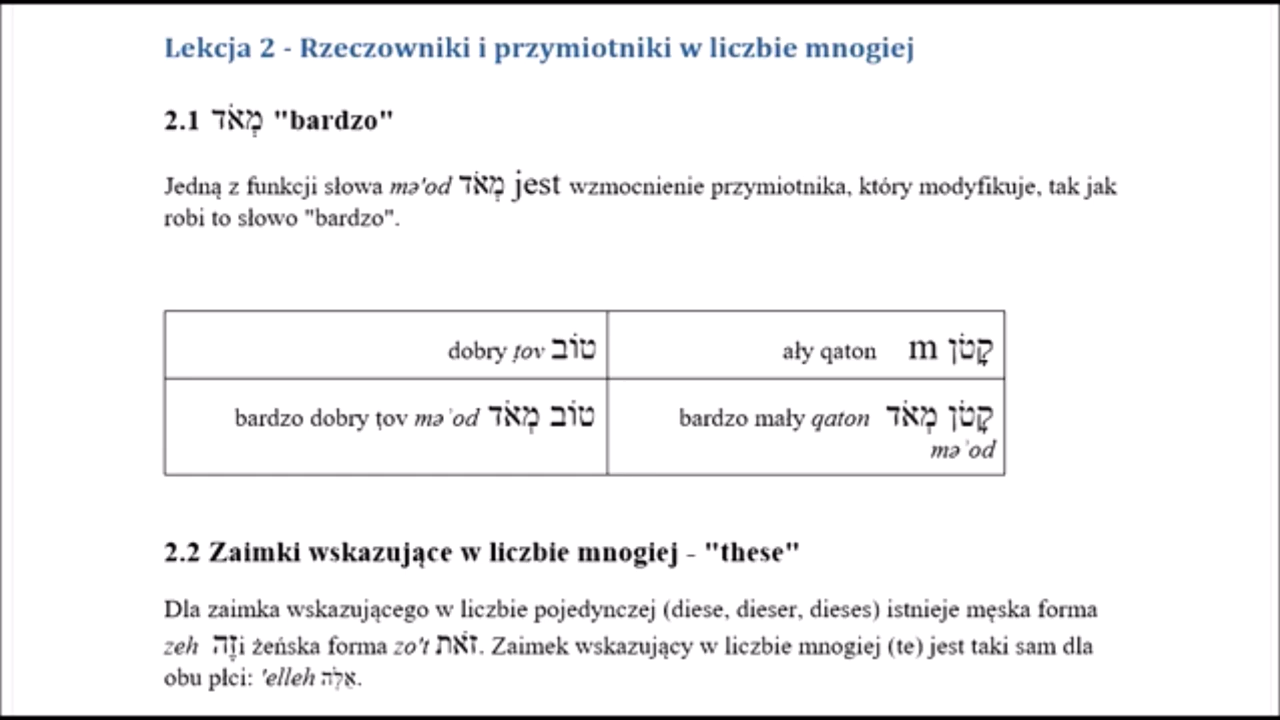 Lekcja 2 - Rzeczowniki i przymiotniki w liczbie mnogiej
2.1 מְאֹד "bardzo"
Jedną z funkcji słowa mə'od מְאֹד jest wzmocnienie przymiotnika, który modyfikuje, tak jak
robi to słowo "bardzo".
dobry ṭov טוֹב
ały qaton m קָטֹן
bardzo dobry ṭov məʾod טוֹב מְאֹד
bardzo mały qaton קָטֹן מְאֹד
məʾod
2.2 Zaimki wskazujące w liczbie mnogiej - "these"
Dla zaimka wskazującego w liczbie pojedynczej (diese, dieser, dieses) istnieje męska forma
zeh זֶה i żeńska forma zo't זֹאת. Zaimek wskazujący w liczbie mnogiej (te) jest taki sam dla
obu płci: 'elleh אֵלֶּה.